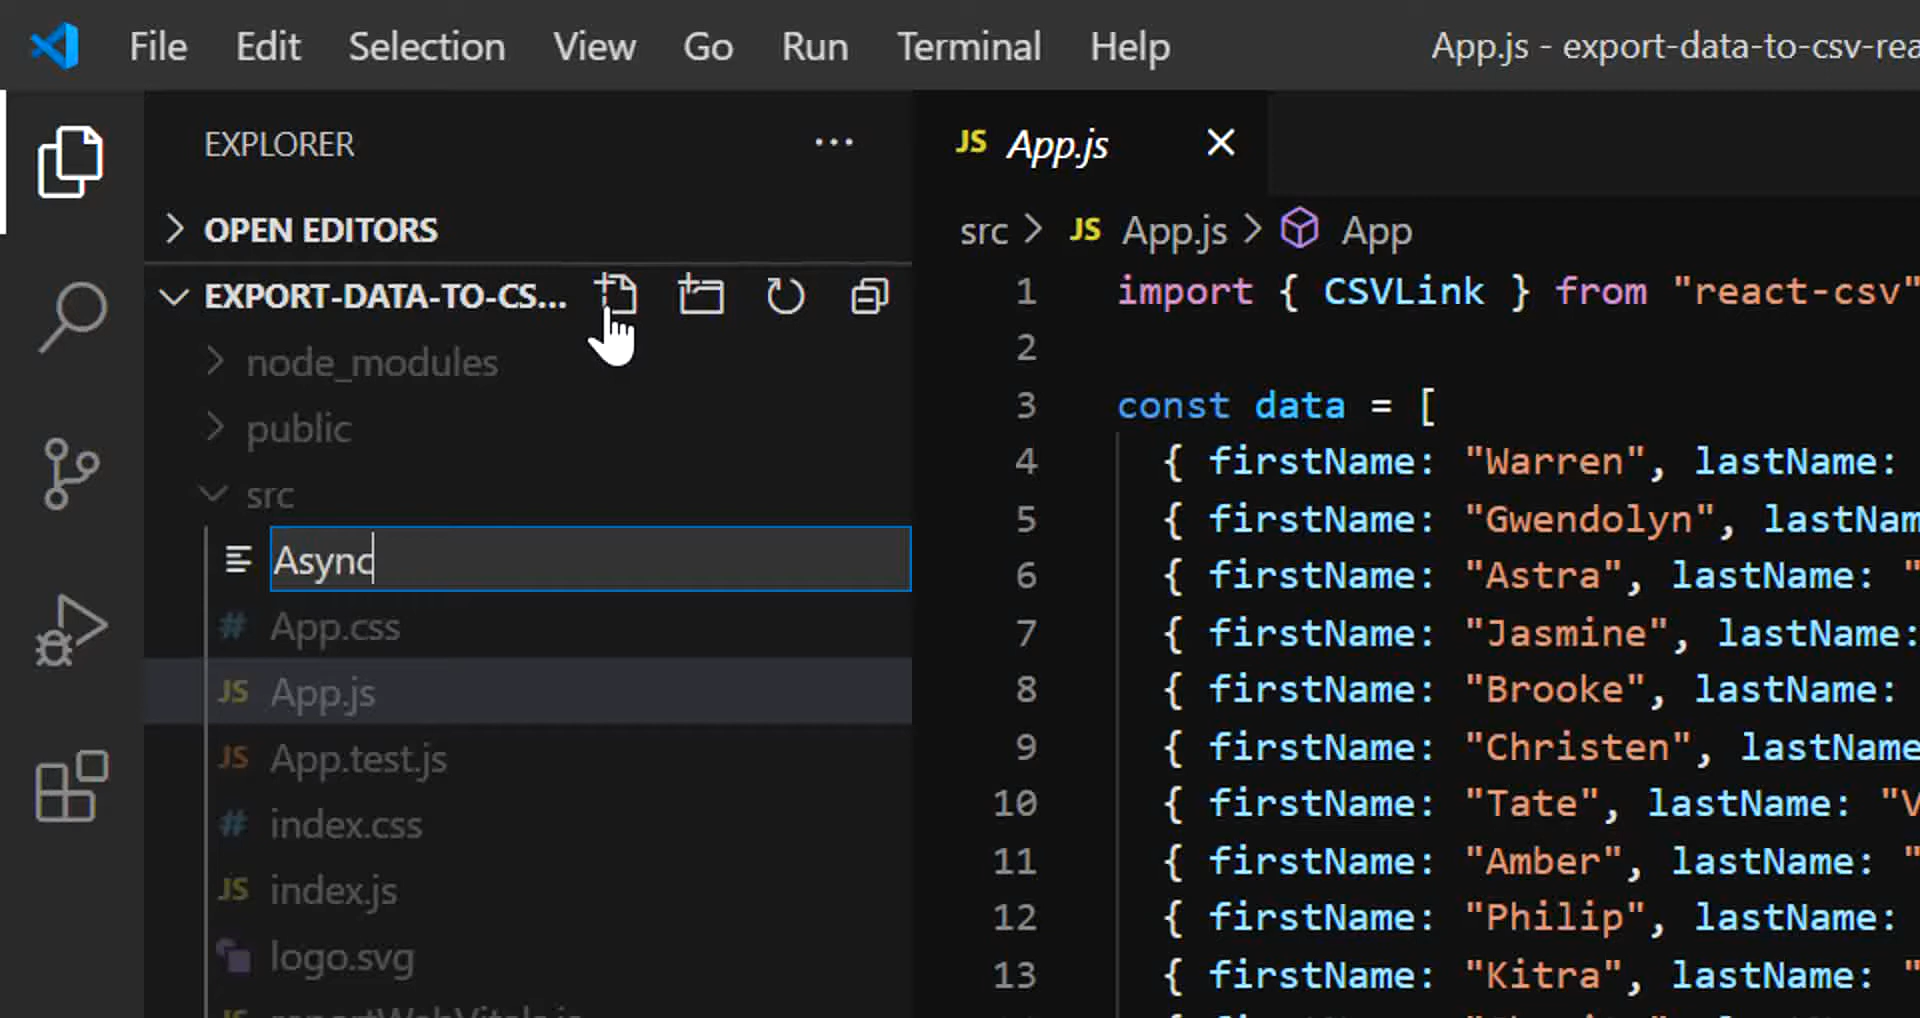 File Edit Selection View Go Run Terminal Help App.js - export-data-to-csv-rea
EXPLORER ···
OPEN EDITORS
EXPORT-DATA-TO-CS...
node_modules
public
src
Async
# App.css
JS App.js
JS App.test.js
# index.css
JS index.js
logo.svg
JS App.js
src > JS App.js > App
1 import { CSVLink } from "react-csv"
2
3 const data = [
4 { firstName: "Warren", lastName:
5 { firstName: "Gwendolyn", lastNam
6 { firstName: "Astra", lastName: "
7 { firstName: "Jasmine", lastName:
8 { firstName: "Brooke", lastName:
9 { firstName: "Christen", lastName
10 { firstName: "Tate", lastName: "V
11 { firstName: "Amber", lastName: "
12 { firstName: "Philip", lastName:
13 { firstName: "Kitra", lastName: "